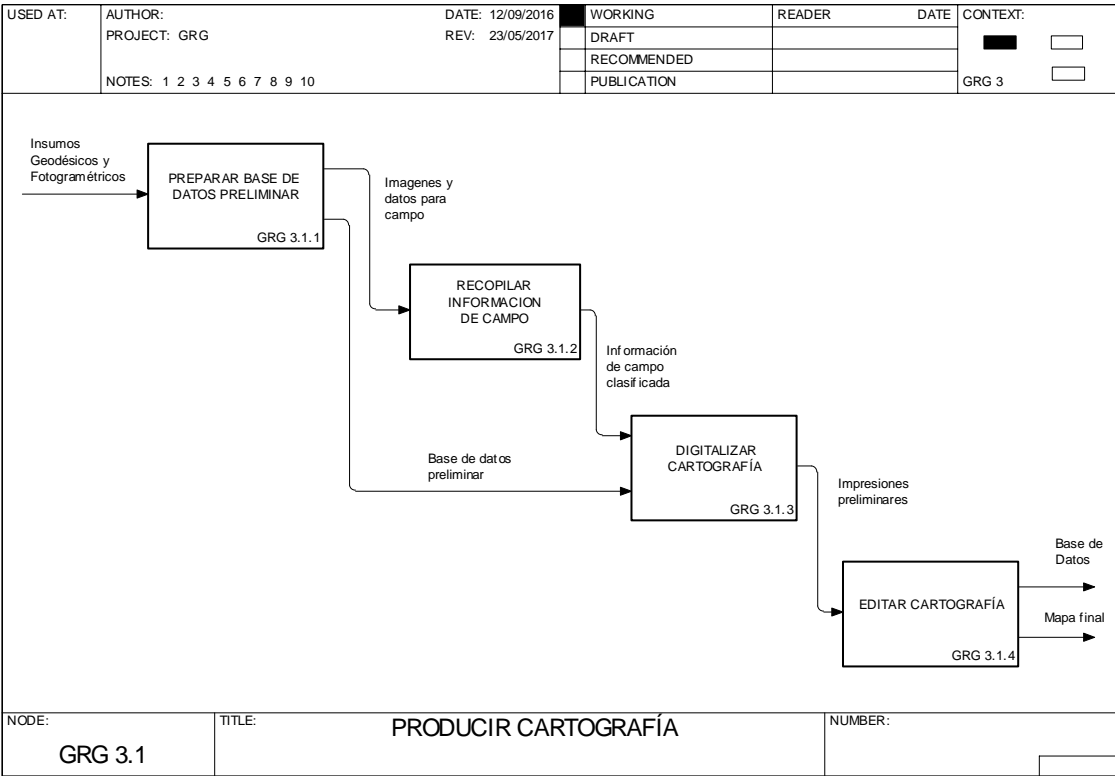 USED AT:
AUTHOR:
DATE: 12/09/2016
PROJECT: GRG
REV: 23/05/2017
NOTES: 1 2 3 4 5 6 7 8 9 10
WORKING
DRAFT
RECOMMENDED
PUBLICATION
READER DATE
CONTEXT:
GRG 3
Insumos
Geodésicos y
Fotogramétricos
PREPARAR BASE DE
DATOS PRELIMINAR
GRG 3.1.1
Imagenes y
datos para
campo
RECOPILAR
INFORMACION
DE CAMPO
GRG 3.1.2
Información
de campo
clasificada
Base de datos
preliminar
DIGITALIZAR
CARTOGRAFÍA
GRG 3.1.3
Impresiones
preliminares
EDITAR CARTOGRAFÍA
GRG 3.1.4
Base de
Datos
Mapa final
NODE:
GRG 3.1
TITLE:
PRODUCIR CARTOGRAFÍA
NUMBER: